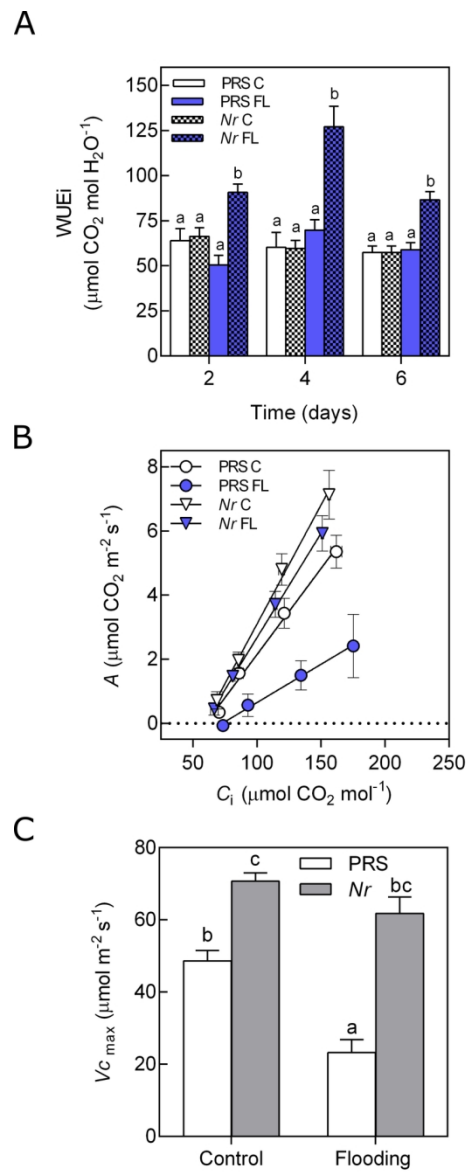 A
PRS C
PRS FL
Nr C
Nr FL
WUEi
(µmol CO₂ mol H₂O⁻¹)
150
125
100
75
50
25
0
a a a b
a a a b
a a a b
2 4 6
Time (days)
B
PRS C
PRS FL
Nr C
Nr FL
A (µmol CO₂ m⁻² s⁻¹)
8
6
4
2
0
50 100 150 200 250
Cᵢ (µmol CO₂ mol⁻¹)
C
PRS
Nr
Vc max (µmol m⁻² s⁻¹)
80
60
40
20
0
b c a bc
Control Flooding